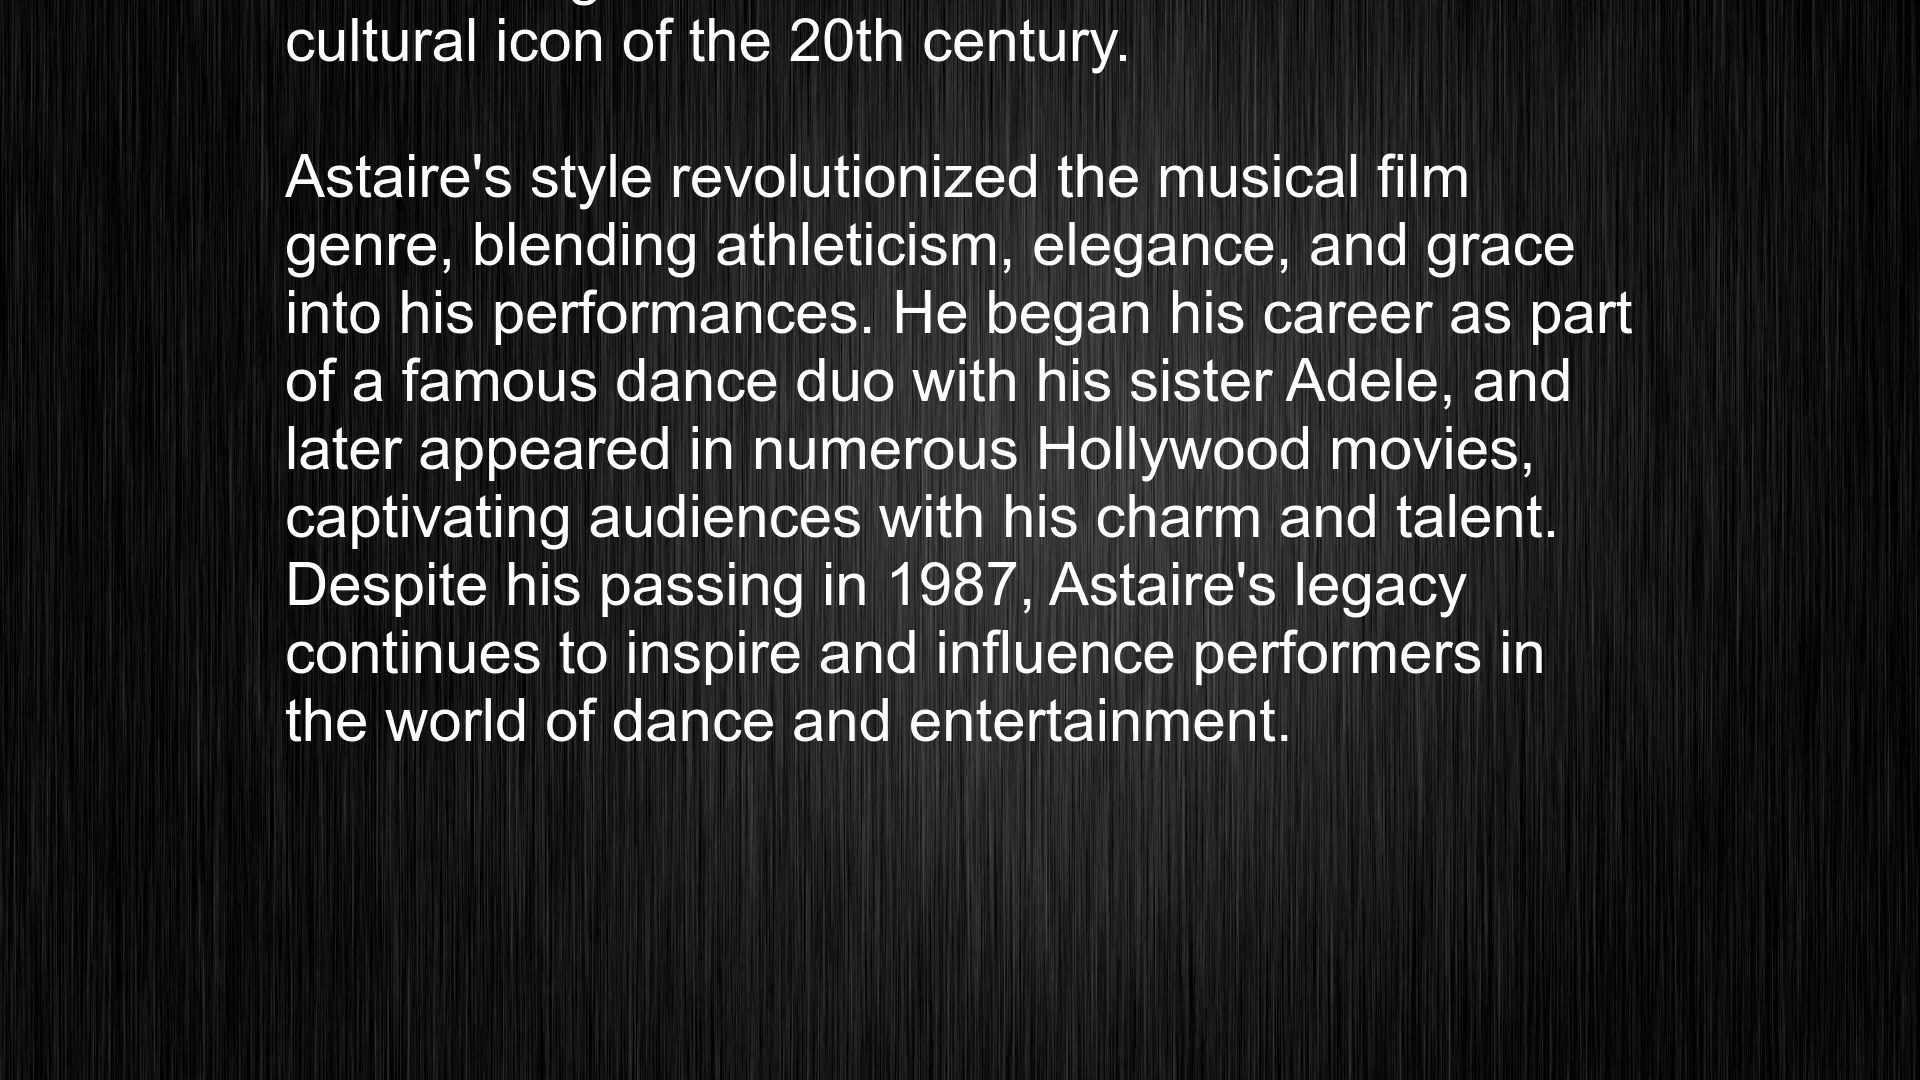 cultural icon of the 20th century.
Astaire's style revolutionized the musical film
genre, blending athleticism, elegance, and grace
into his performances. He began his career as part
of a famous dance duo with his sister Adele, and
later appeared in numerous Hollywood movies,
captivating audiences with his charm and talent.
Despite his passing in 1987, Astaire's legacy
continues to inspire and influence performers in
the world of dance and entertainment.